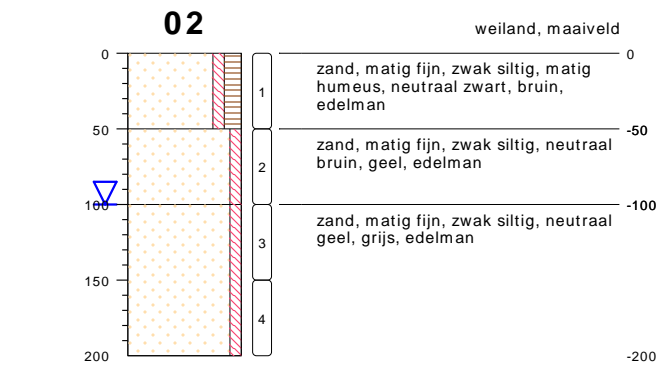 02
weiland, maaiveld
0
0
zand, matig fijn, zwak siltig, matig
humeus, neutraal zwart, bruin,
edelman
1
50
-50
zand, matig fijn, zwak siltig, neutraal
bruin, geel, edelman
2
100
-100
zand, matig fijn, zwak siltig, neutraal
geel, grijs, edelman
3
150
4
200
-200